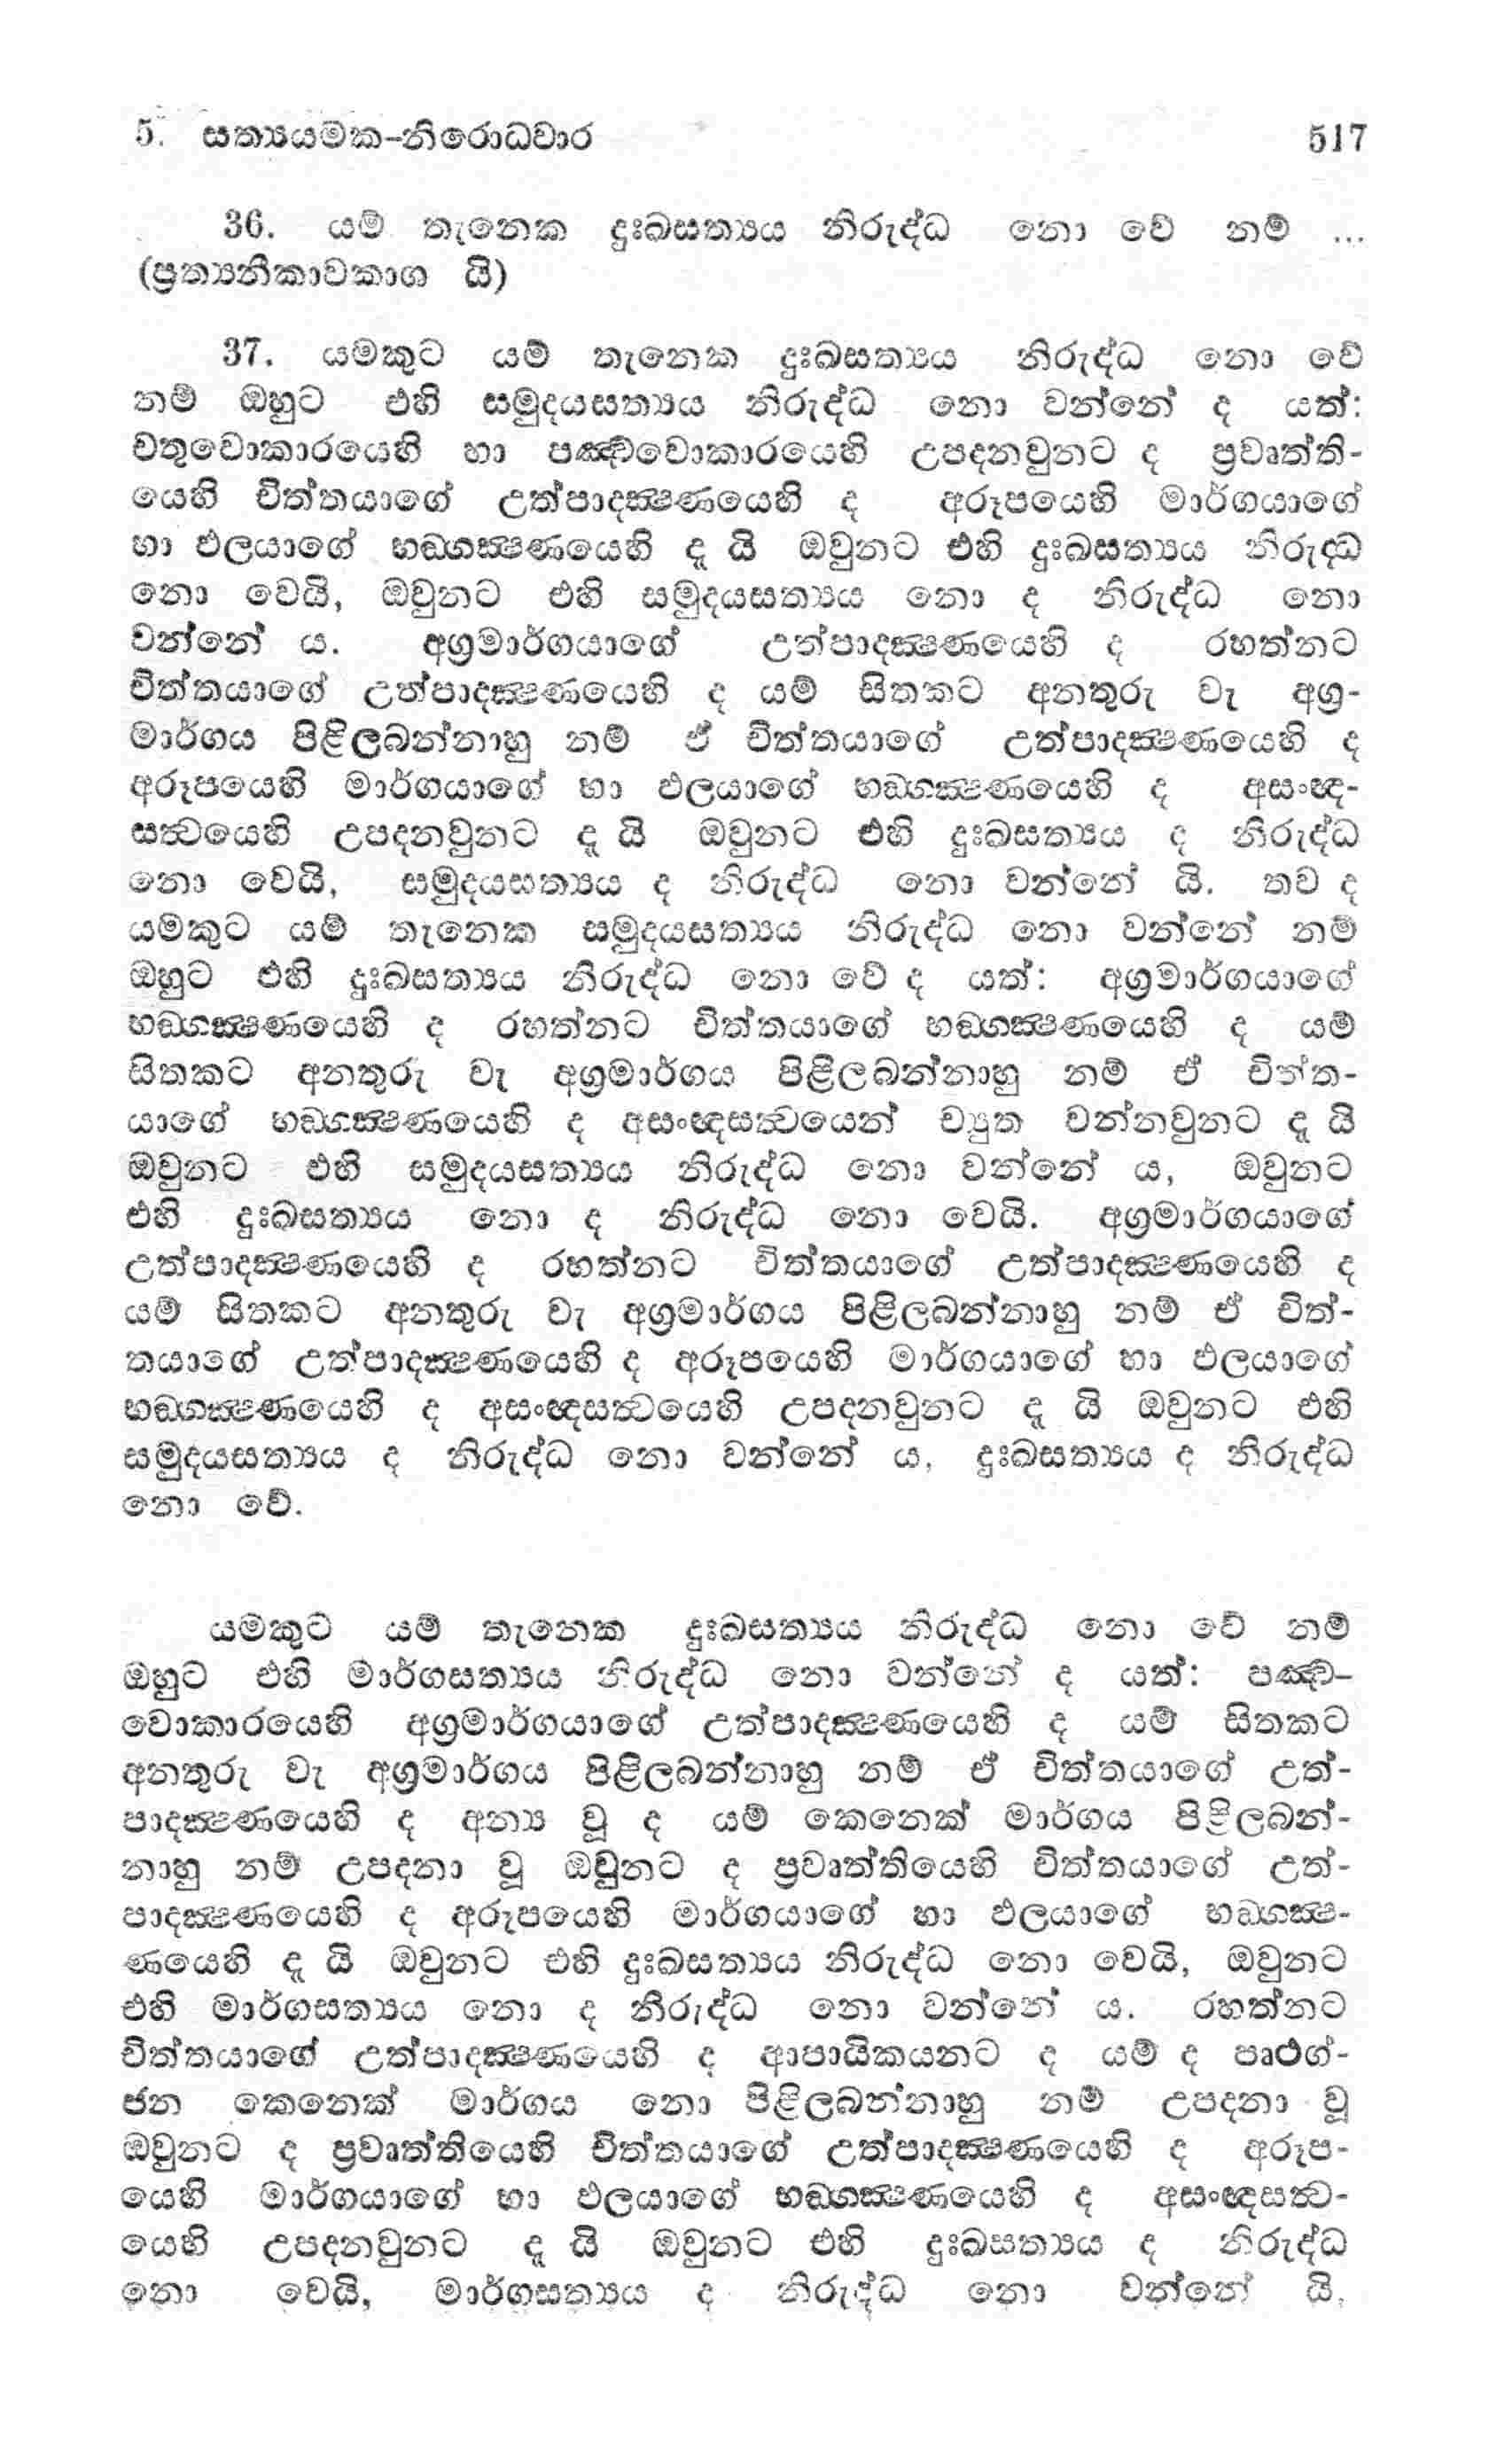 5. සත්‍යයමක-නිරොධවාර 517
36. යම් තැනෙක දුඃඛසත්‍යය නිරුද්ධ නො වේ නම් ...
(ප්‍රත්‍යනීකාවකාශ යි)
37. යමකුට යම් තැනෙක දුඃඛසත්‍යය නිරුද්ධ නො වේ
නම් ඔහුට එහි සමුදයසත්‍යය නිරුද්ධ නො වන්නේ ද යත්:
චතුවොකාරයෙහි හා පඤ්චවොකාරයෙහි උපදනවුනට ද ප්‍රවෘත්ති-
යෙහි චිත්තයාගේ උත්පාදක්‍ෂණයෙහි ද අරූපයෙහි මාර්ගයාගේ
හා ඵලයාගේ භඞ්ගක්‍ෂණයෙහි දැ යි ඔවුනට එහි දුඃඛසත්‍යය නිරුද්ධ
නො වෙයි, ඔවුනට එහි සමුදයසත්‍යය නො ද නිරුද්ධ නො
වන්නේ ය. අග්‍රමාර්ගයාගේ උත්පාදක්‍ෂණයෙහි ද රහත්නට
චිත්තයාගේ උත්පාදක්‍ෂණයෙහි ද යම් සිතකට අනතුරු වැ අග්‍ර-
මාර්ගය පිළිලබන්නාහු නම් ඒ චිත්තයාගේ උත්පාදක්‍ෂණයෙහි ද
අරූපයෙහි මාර්ගයාගේ හා ඵලයාගේ භඞ්ගක්‍ෂණයෙහි ද අසංඥ-
සත්‍වයෙහි උපදනවුනට දැ යි ඔවුනට එහි දුඃඛසත්‍යය ද නිරුද්ධ
නො වෙයි, සමුදයසත්‍යය ද නිරුද්ධ නො වන්නේ යි. තව ද
යමකුට යම් තැනෙක සමුදයසත්‍යය නිරුද්ධ නො වන්නේ නම්
ඔහුට එහි දුඃඛසත්‍යය නිරුද්ධ නො වේ ද යත්: අග්‍රමාර්ගයාගේ
භඞ්ගක්‍ෂණයෙහි ද රහත්නට චිත්තයාගේ භඞ්ගක්‍ෂණයෙහි ද යම්
සිතකට අනතුරු වැ අග්‍රමාර්ගය පිළිලබන්නාහු නම් ඒ චිත්ත-
යාගේ භඞ්ගක්‍ෂණයෙහි ද අසංඥසත්‍වයෙන් ච්‍යුත වන්නවුනට දැ යි
ඔවුනට එහි සමුදයසත්‍යය නිරුද්ධ නො වන්නේ ය, ඔවුනට
එහි දුඃඛසත්‍යය නො ද නිරුද්ධ නො වෙයි. අග්‍රමාර්ගයාගේ
උත්පාදක්‍ෂණයෙහි ද රහත්නට චිත්තයාගේ උත්පාදක්‍ෂණයෙහි ද
යම් සිතකට අනතුරු වැ අග්‍රමාර්ගය පිළිලබන්නාහු නම් ඒ චිත්-
තයාගේ උත්පාදක්‍ෂණයෙහි ද අරූපයෙහි මාර්ගයාගේ හා ඵලයාගේ
භඞ්ගක්‍ෂණයෙහි ද අසංඥසත්‍වයෙහි උපදනවුනට දැ යි ඔවුනට එහි
සමුදයසත්‍යය ද නිරුද්ධ නො වන්නේ ය, දුඃඛසත්‍යය ද නිරුද්ධ
නො වේ.
යමකුට යම් තැනෙක දුඃඛසත්‍යය නිරුද්ධ නො වේ නම්
ඔහුට එහි මාර්ගසත්‍යය නිරුද්ධ නො වන්නේ ද යත්: පඤ්ච-
වොකාරයෙහි අග්‍රමාර්ගයාගේ උත්පාදක්‍ෂණයෙහි ද යම් සිතකට
අනතුරු වැ අග්‍රමාර්ගය පිළිලබන්නාහු නම් ඒ චිත්තයාගේ උත්-
පාදක්‍ෂණයෙහි ද අන්‍ය වූ ද යම් කෙනෙක් මාර්ගය පිළිලබන්-
නාහු නම් උපදනා වූ ඔවුනට ද ප්‍රවෘත්තියෙහි චිත්තයාගේ උත්-
පාදක්‍ෂණයෙහි ද අරූපයෙහි මාර්ගයාගේ හා ඵලයාගේ භඞ්ගක්‍ෂ-
ණයෙහි දැ යි ඔවුනට එහි දුඃඛසත්‍යය නිරුද්ධ නො වෙයි, ඔවුනට
එහි මාර්ගසත්‍යය නො ද නිරුද්ධ නො වන්නේ ය. රහත්නට
චිත්තයාගේ උත්පාදක්‍ෂණයෙහි ද ආපායිකයනට ද යම් ද පෘථග්-
ජන කෙනෙක් මාර්ගය නො පිළිලබන්නාහු නම් උපදනා වූ
ඔවුනට ද ප්‍රවෘත්තියෙහි චිත්තයාගේ උත්පාදක්‍ෂණයෙහි ද අරූප-
යෙහි මාර්ගයාගේ හා ඵලයාගේ භඞ්ගක්‍ෂණයෙහි ද අසංඥසත්‍ව-
යෙහි උපදනවුනට දැ යි ඔවුනට එහි දුඃඛසත්‍යය ද නිරුද්ධ
නො වෙයි, මාර්ගසත්‍යය ද නිරුද්ධ නො වන්නේ යි.